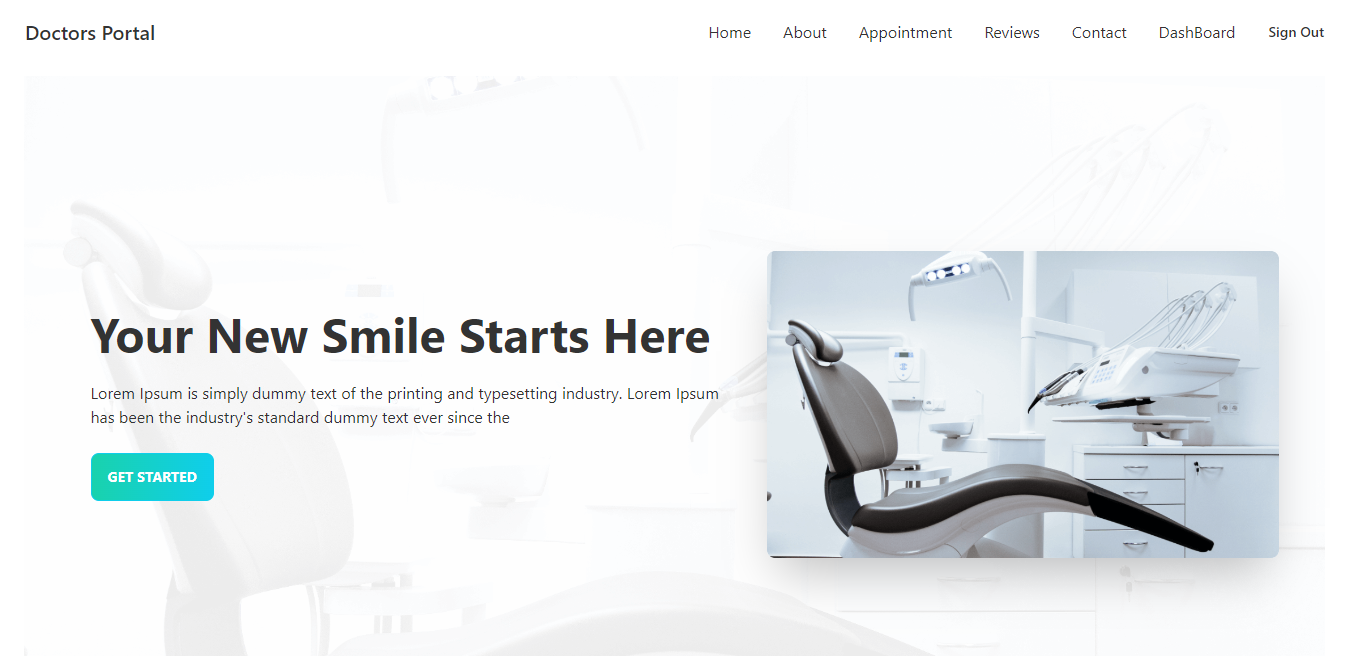 Doctors Portal
Home About Appointment Reviews Contact DashBoard Sign Out
Your New Smile Starts Here
Lorem Ipsum is simply dummy text of the printing and typesetting industry. Lorem Ipsum
has been the industry's standard dummy text ever since the
GET STARTED